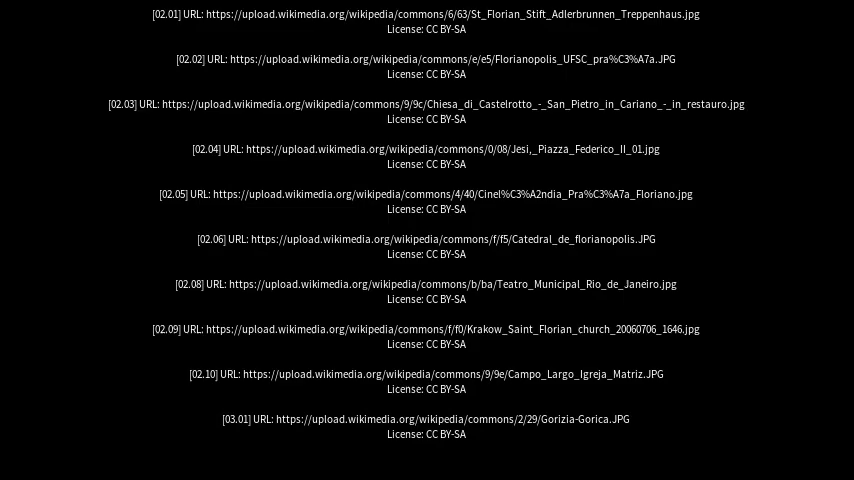 [02.01] URL: https://upload.wikimedia.org/wikipedia/commons/6/63/St_Florian_Stift_Adlerbrunnen_Treppenhaus.jpg
License: CC BY-SA
[02.02] URL: https://upload.wikimedia.org/wikipedia/commons/e/e5/Florianopolis_UFSC_pra%C3%A7a.JPG
License: CC BY-SA
[02.03] URL: https://upload.wikimedia.org/wikipedia/commons/9/9c/Chiesa_di_Castelrotto_-_San_Pietro_in_Cariano_-_in_restauro.jpg
License: CC BY-SA
[02.04] URL: https://upload.wikimedia.org/wikipedia/commons/0/08/Jesi,_Piazza_Federico_II_01.jpg
License: CC BY-SA
[02.05] URL: https://upload.wikimedia.org/wikipedia/commons/4/40/Cinel%C3%A2ndia_Pra%C3%A7a_Floriano.jpg
License: CC BY-SA
[02.06] URL: https://upload.wikimedia.org/wikipedia/commons/f/f5/Catedral_de_florianopolis.JPG
License: CC BY-SA
[02.08] URL: https://upload.wikimedia.org/wikipedia/commons/b/ba/Teatro_Municipal_Rio_de_Janeiro.jpg
License: CC BY-SA
[02.09] URL: https://upload.wikimedia.org/wikipedia/commons/f/f0/Krakow_Saint_Florian_church_20060706_1646.jpg
License: CC BY-SA
[02.10] URL: https://upload.wikimedia.org/wikipedia/commons/9/9e/Campo_Largo_Igreja_Matriz.JPG
License: CC BY-SA
[03.01] URL: https://upload.wikimedia.org/wikipedia/commons/2/29/Gorizia-Gorica.JPG
License: CC BY-SA